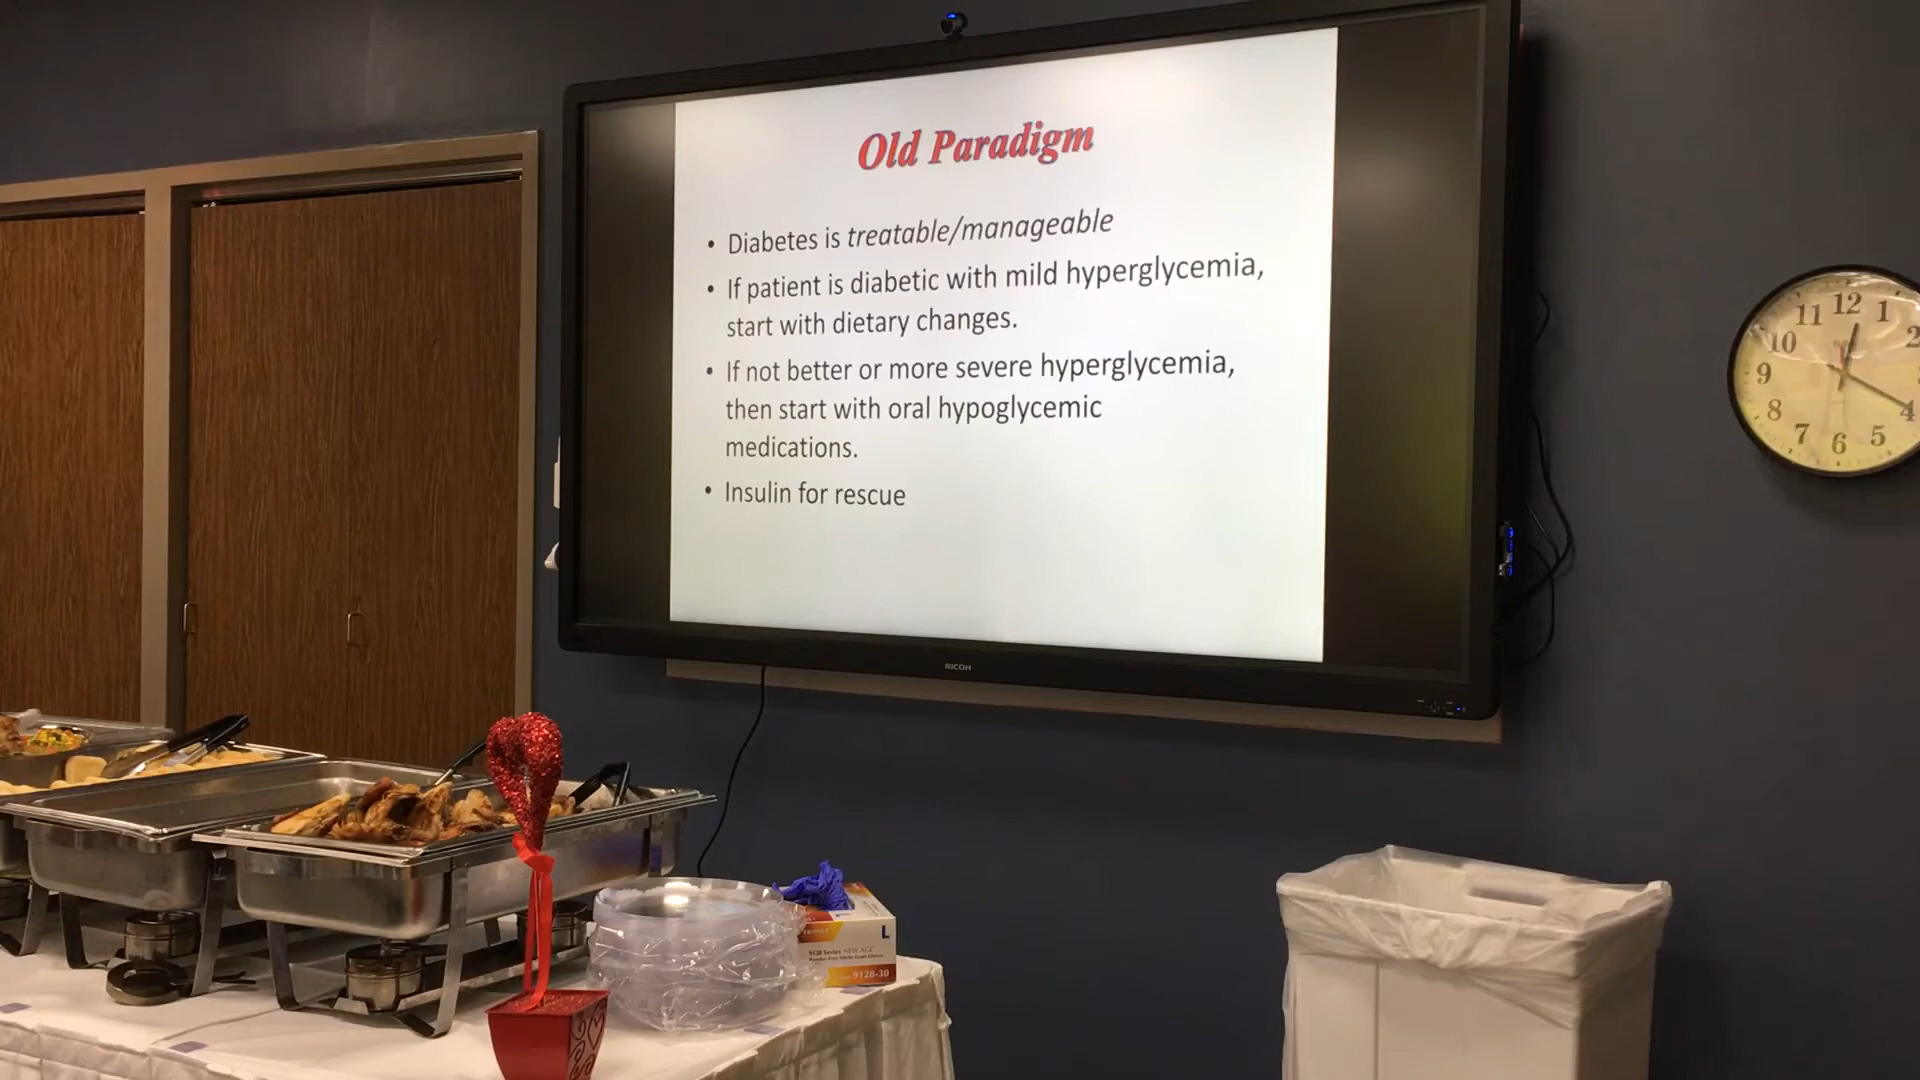 Old Paradigm
• Diabetes is treatable/manageable
• If patient is diabetic with mild hyperglycemia,
start with dietary changes.
• If not better or more severe hyperglycemia,
then start with oral hypoglycemic
medications.
• Insulin for rescue
RICOH
12
1
2
4
5
6
7
8
9
10
11
L
9128-30